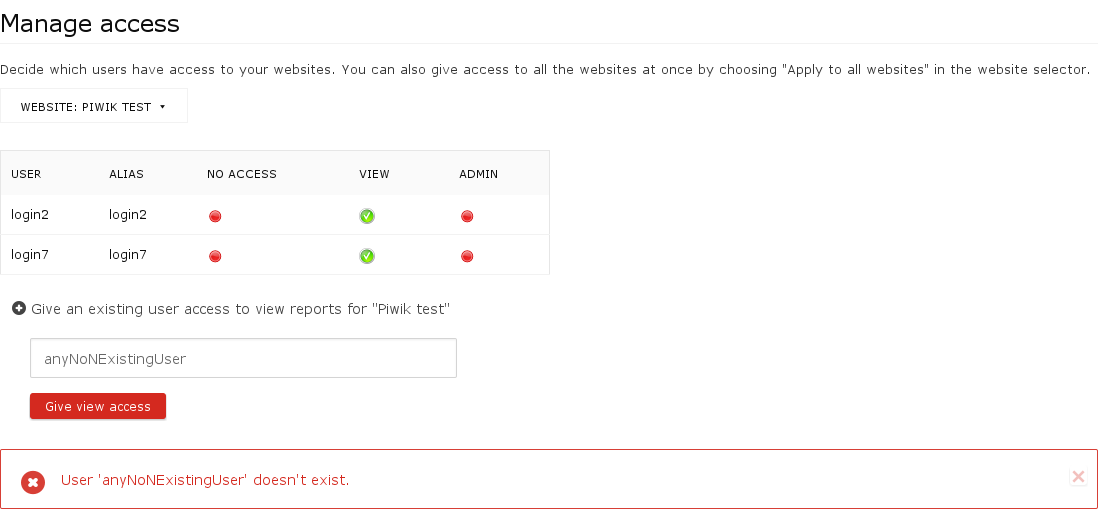 Manage access
Decide which users have access to your websites. You can also give access to all the websites at once by choosing "Apply to all websites" in the website selector.
WEBSITE: PIWIK TEST
USER ALIAS NO ACCESS VIEW ADMIN
login2 login2
login7 login7
Give an existing user access to view reports for "Piwik test"
anyNoNExistingUser
Give view access
User 'anyNoNExistingUser' doesn't exist.